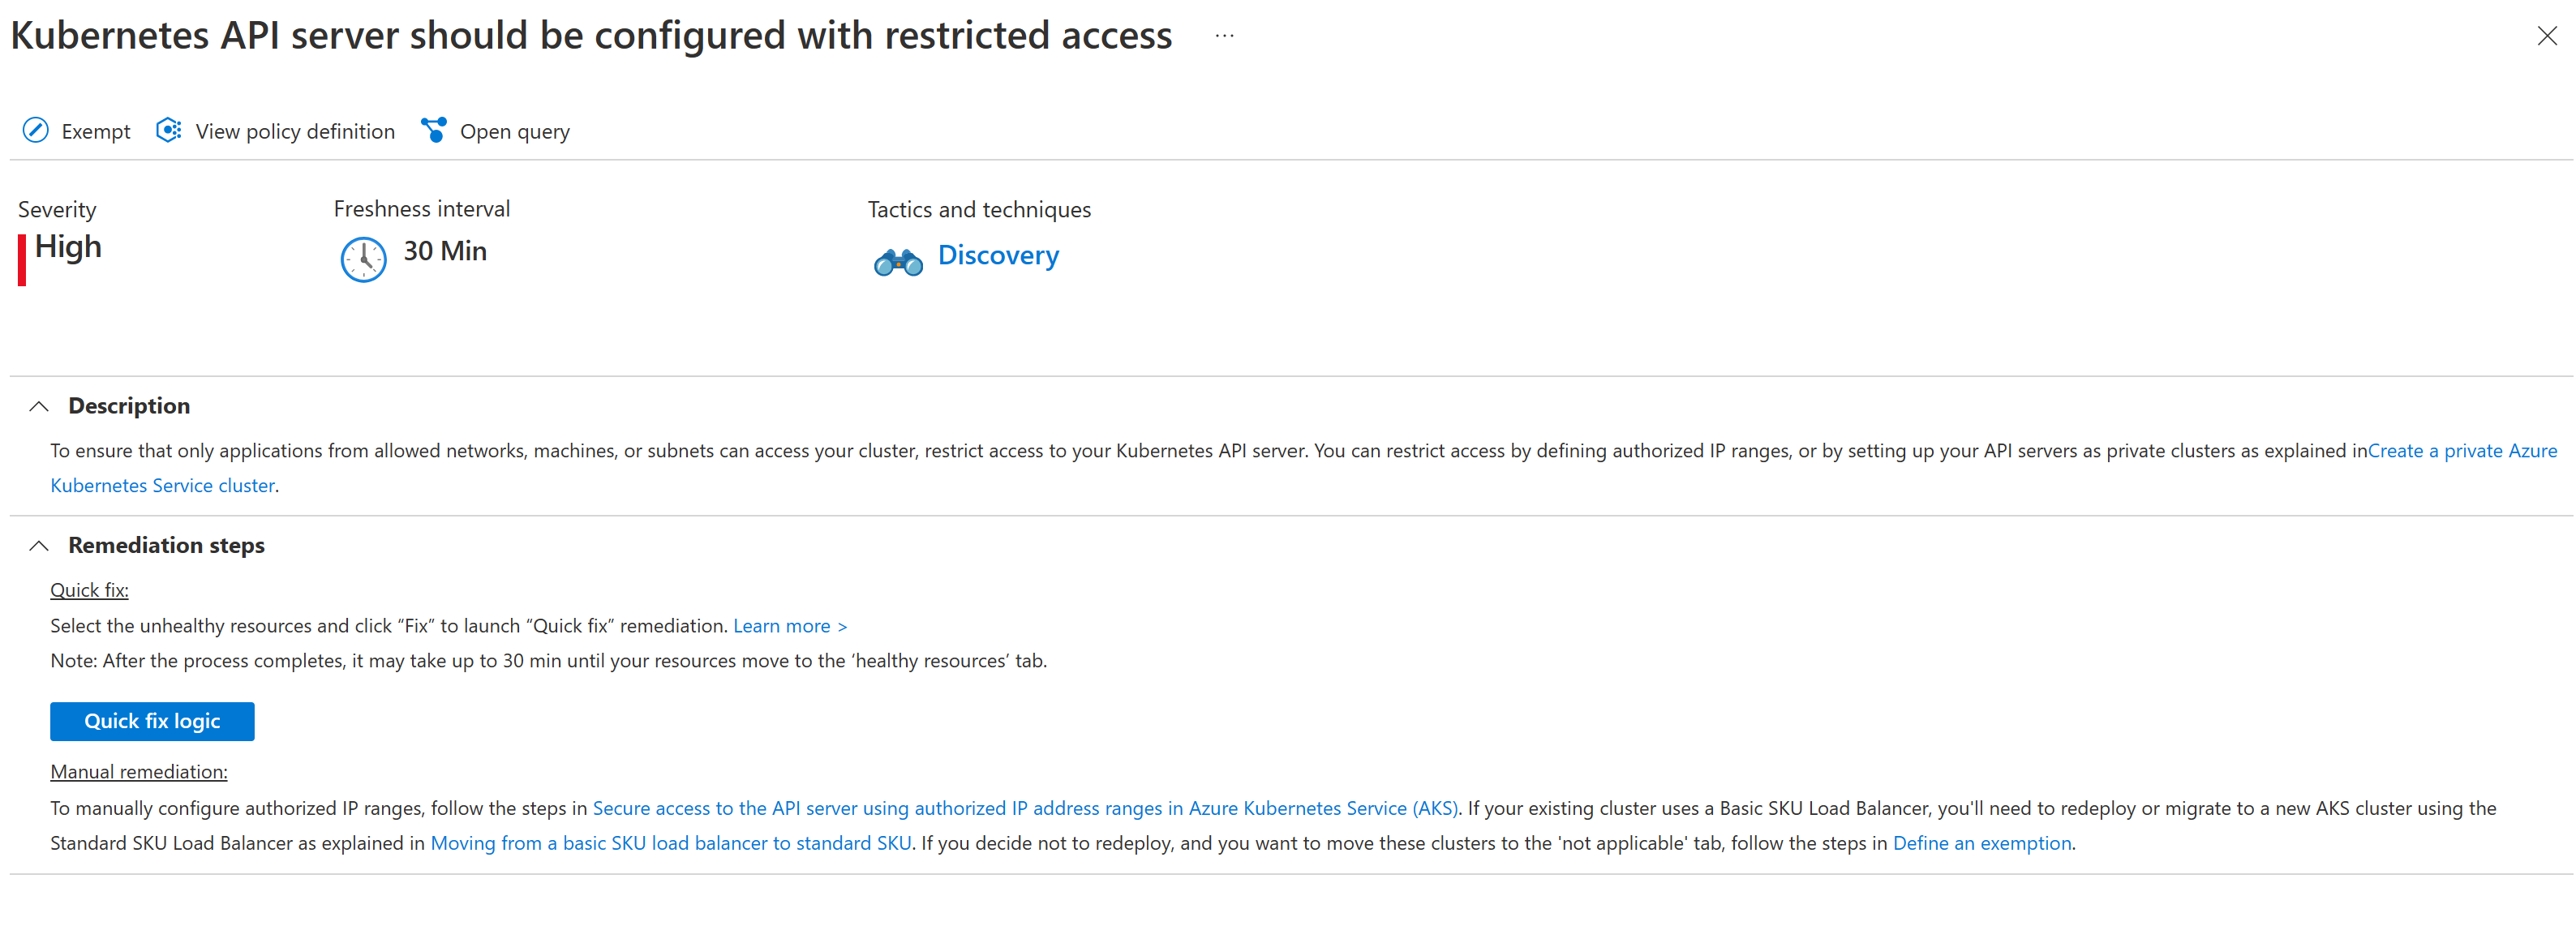 Kubernetes API server should be configured with restricted access ...
Exempt View policy definition Open query
Severity Freshness interval Tactics and techniques
High 30 Min Discovery
Description
To ensure that only applications from allowed networks, machines, or subnets can access your cluster, restrict access to your Kubernetes API server. You can restrict access by defining authorized IP ranges, or by setting up your API servers as private clusters as explained inCreate a private Azure
Kubernetes Service cluster.
Remediation steps
Quick fix:
Select the unhealthy resources and click “Fix” to launch “Quick fix” remediation. Learn more >
Note: After the process completes, it may take up to 30 min until your resources move to the ‘healthy resources’ tab.
Quick fix logic
Manual remediation:
To manually configure authorized IP ranges, follow the steps in Secure access to the API server using authorized IP address ranges in Azure Kubernetes Service (AKS). If your existing cluster uses a Basic SKU Load Balancer, you'll need to redeploy or migrate to a new AKS cluster using the
Standard SKU Load Balancer as explained in Moving from a basic SKU load balancer to standard SKU. If you decide not to redeploy, and you want to move these clusters to the 'not applicable' tab, follow the steps in Define an exemption.